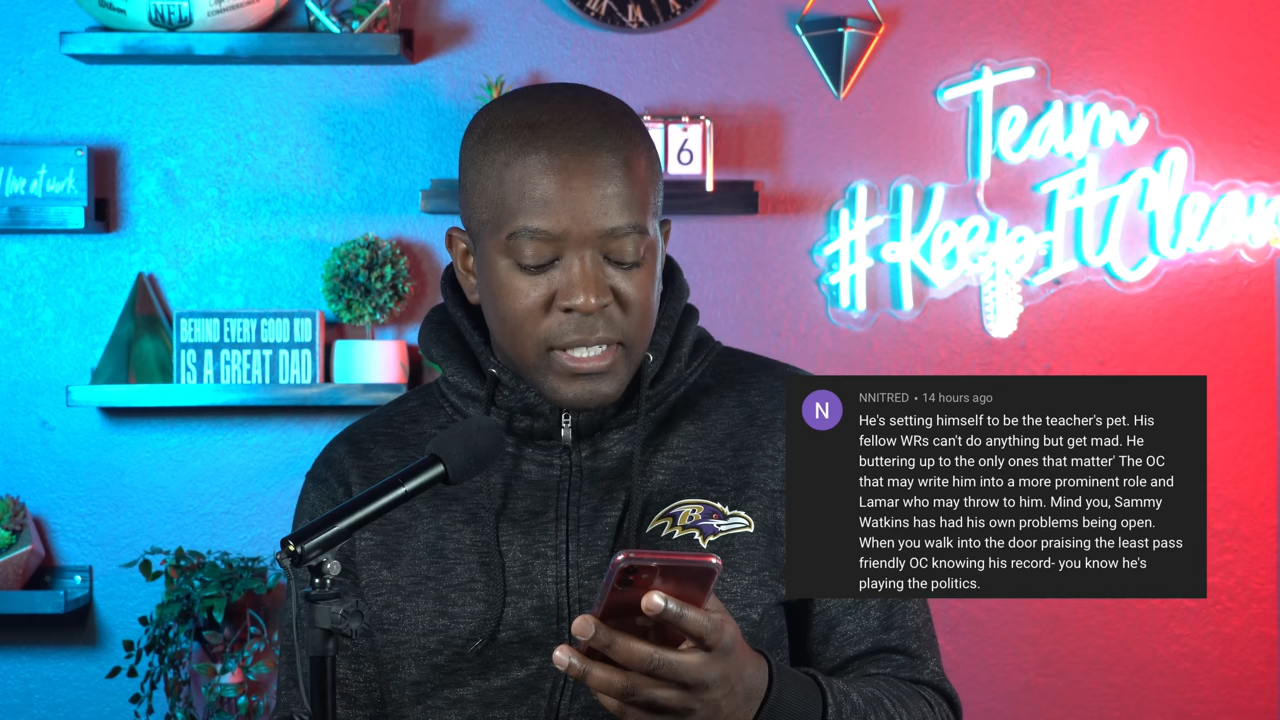 Wilson
NFL
COMMISSIONER
I live at work.
6
Team
#KeepItClean
BEHIND EVERY GOOD KID
IS A GREAT DAD
B
N
NNITRED • 14 hours ago
He's setting himself to be the teacher's pet. His
fellow WRs can't do anything but get mad. He
buttering up to the only ones that matter' The OC
that may write him into a more prominent role and
Lamar who may throw to him. Mind you, Sammy
Watkins has had his own problems being open.
When you walk into the door praising the least pass
friendly OC knowing his record- you know he's
playing the politics.